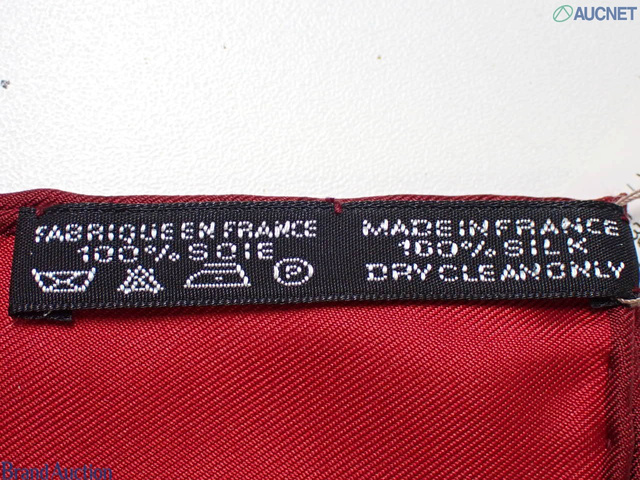 AUCNET
FABRIQUE EN FRANCE
100% SOIE
P
MADE IN FRANCE
100% SILK
DRY CLEAN ONLY
Brand Auction